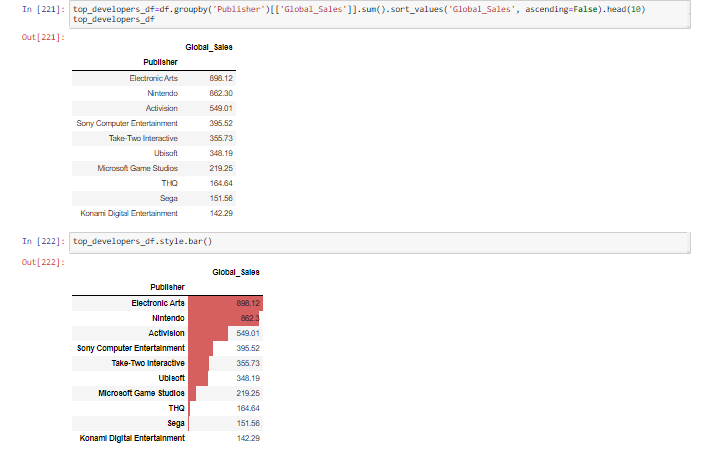 In [221]: top_developers_df=df.groupby('Publisher')[['Global_Sales']].sum().sort_values('Global_Sales', ascending=False).head(10)
top_developers_df
Out[221]:
Global_Sales
Publisher
Electronic Arts 898.12
Nintendo 862.30
Activision 549.01
Sony Computer Entertainment 395.52
Take-Two Interactive 355.73
Ubisoft 348.19
Microsoft Game Studios 219.25
THQ 164.64
Sega 151.56
Konami Digital Entertainment 142.29
In [222]: top_developers_df.style.bar()
Out[222]:
Global_Sales
Publisher
Electronic Arts 898.12
Nintendo 862.3
Activision 549.01
Sony Computer Entertainment 395.52
Take-Two Interactive 355.73
Ubisoft 348.19
Microsoft Game Studios 219.25
THQ 164.64
Sega 151.56
Konami Digital Entertainment 142.29